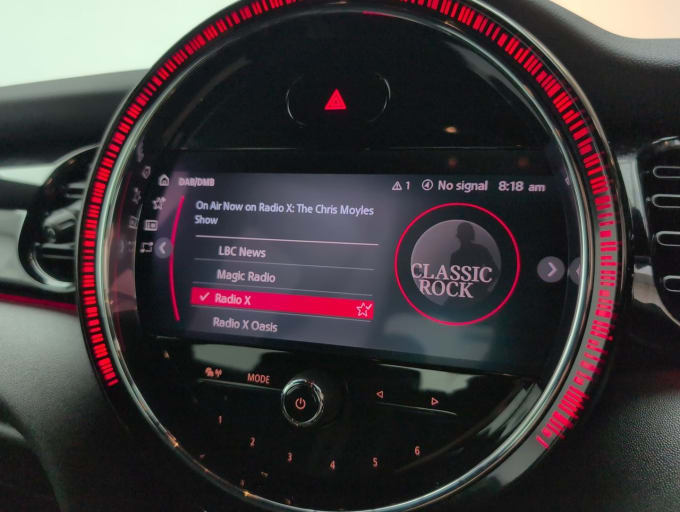 DAB/DMB
1
No signal
8:18 am
On Air Now on Radio X: The Chris Moyles
Show
LBC News
Magic Radio
Radio X
Radio X Oasis
CLASSIC
ROCK
MODE
1
2
3
4
5
6